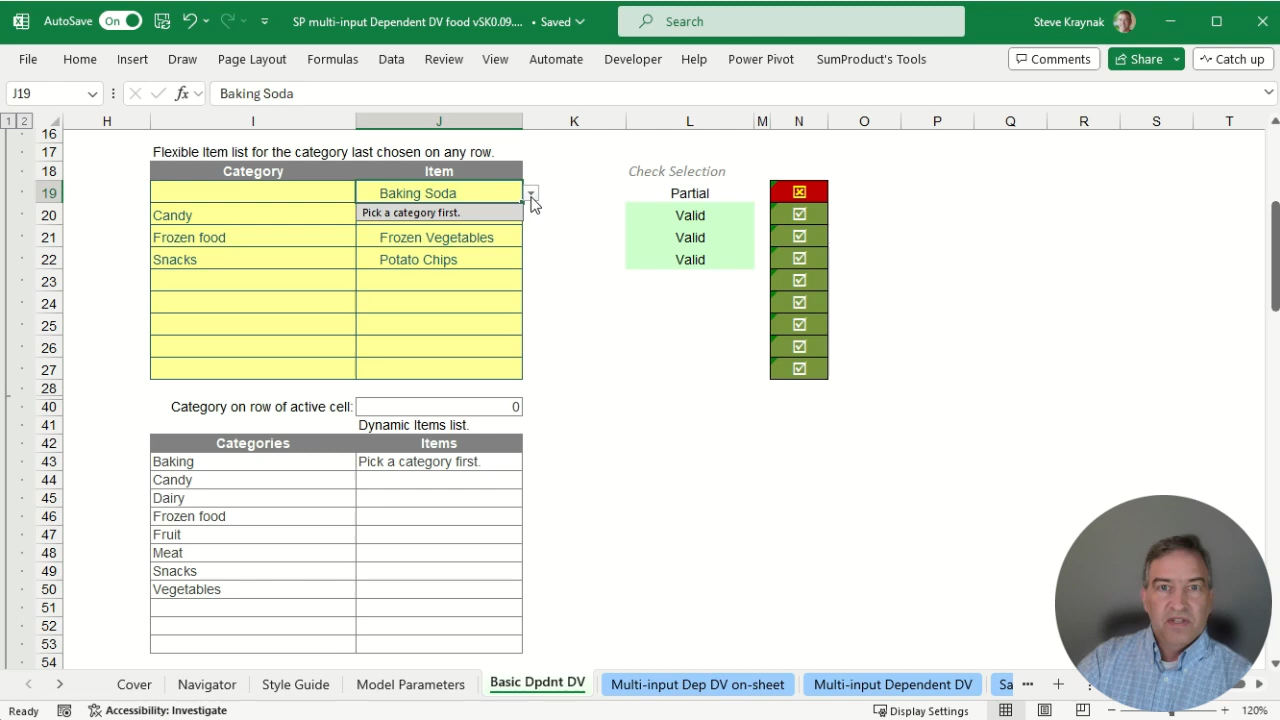 AutoSave On SP multi-input Dependent DV food vSK0.09.... • Saved Search Steve Kraynak
File Home Insert Draw Page Layout Formulas Data Review View Automate Developer Help Power Pivot SumProduct's Tools Comments Share Catch up
J19 fx Baking Soda
1 2 H I J K L M N O P Q R S T
16
17 Flexible Item list for the category last chosen on any row.
18 Category Item Check Selection
19 Baking Soda Partial
20 Candy Pick a category first. Valid
21 Frozen food Frozen Vegetables Valid
22 Snacks Potato Chips Valid
23
24
25
26
27
28
40 Category on row of active cell: 0
41 Dynamic Items list.
42 Categories Items
43 Baking Pick a category first.
44 Candy
45 Dairy
46 Frozen food
47 Fruit
48 Meat
49 Snacks
50 Vegetables
51
52
53
54
Cover Navigator Style Guide Model Parameters Basic Dpdnt DV Multi-input Dep DV on-sheet Multi-input Dependent DV Sa ...
Ready Accessibility: Investigate Display Settings 120%